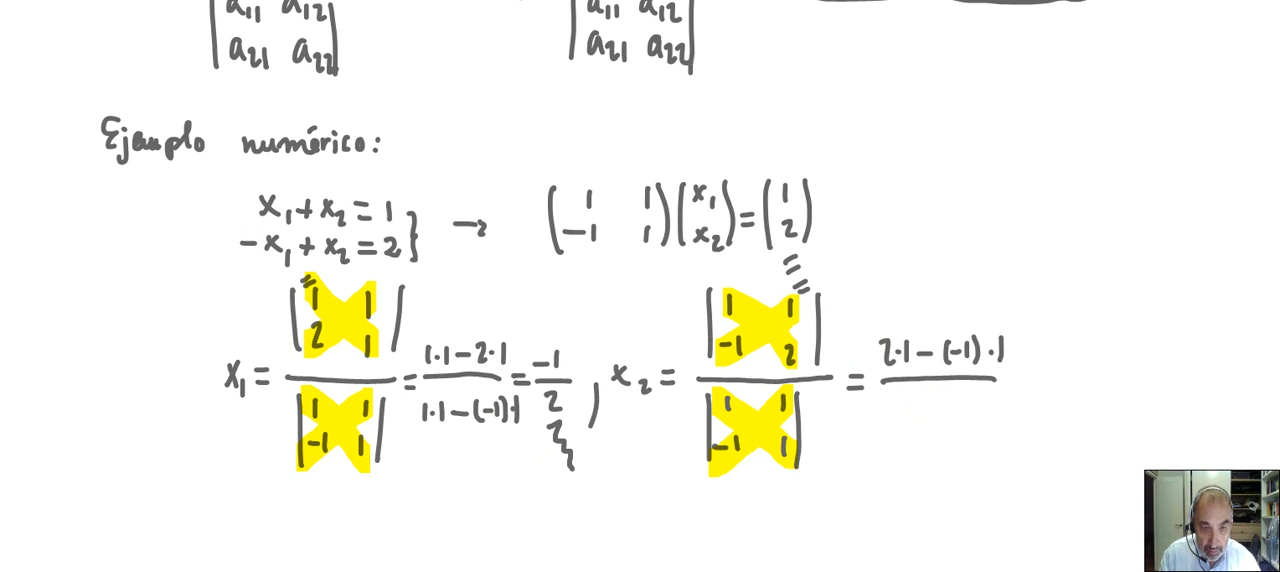 |a11 a12| |a11 a12|
|a21 a22| |a21 a22|
Ejemplo numérico:
x1 + x2 = 1
-x1 + x2 = 2 } → (1 1 / -1 1) (x1 / x2) = (1 / 2)
x1 = |1 1 / 2 1| / |1 1 / -1 1| = (1·1 - 2·1) / (1·1 - (-1)·1) = -1 / 2 , x2 = |1 1 / -1 2| / |1 1 / -1 1| = 2·1 - (-1)·1